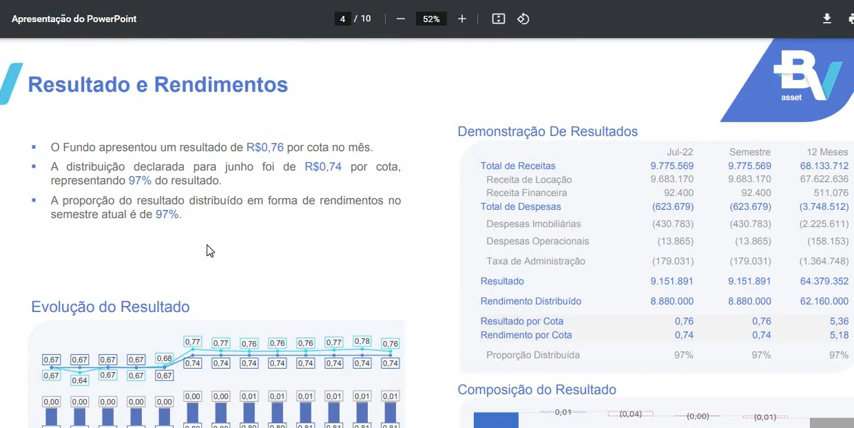 Apresentação do PowerPoint
4 / 10
52%
Resultado e Rendimentos
BV
asset
O Fundo apresentou um resultado de R$0,76 por cota no mês.
A distribuição declarada para junho foi de R$0,74 por cota,
representando 97% do resultado.
A proporção do resultado distribuído em forma de rendimentos no
semestre atual é de 97%.
Demonstração De Resultados
Jul-22 Semestre 12 Meses
Total de Receitas 9.775.569 9.775.569 68.133.712
Receita de Locação 9.683.170 9.683.170 67.622.636
Receita Financeira 92.400 92.400 511.076
Total de Despesas (623.679) (623.679) (3.748.512)
Despesas Imobiliárias (430.783) (430.783) (2.225.611)
Despesas Operacionais (13.865) (13.865) (158.153)
Taxa de Administração (179.031) (179.031) (1.364.748)
Resultado 9.151.891 9.151.891 64.379.352
Rendimento Distribuído 8.880.000 8.880.000 62.160.000
Resultado por Cota 0,76 0,76 5,36
Rendimento por Cota 0,74 0,74 5,18
Proporção Distribuída 97% 97% 97%
Evolução do Resultado
0,77 0,77 0,76 0,76 0,76 0,77 0,78 0,76
0,67 0,67 0,67 0,67 0,68
0,74 0,74 0,74 0,74 0,74 0,74 0,74 0,74
0,67 0,64 0,67 0,67 0,67
0,00 0,00 0,00 0,00 0,00 0,00 0,00 0,01 0,01 0,01 0,01 0,01 0,01
Composição do Resultado
0,01 (0,04) (0,00) (0,01)